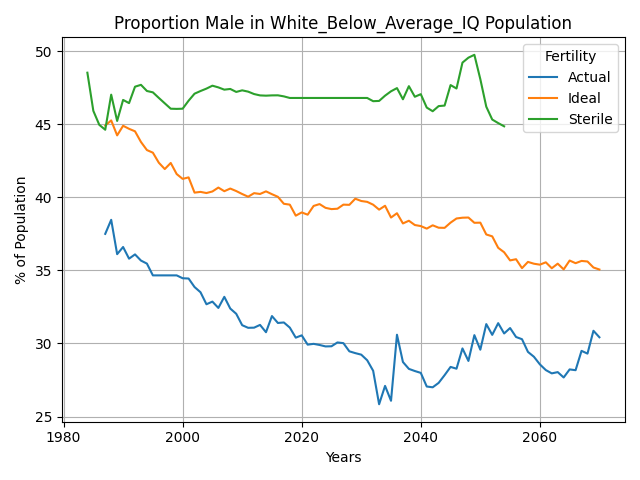 Proportion Male in White_Below_Average_IQ Population
% of Population
50
45
40
35
30
25
1980
2000
2020
2040
2060
Years
Fertility
Actual
Ideal
Sterile